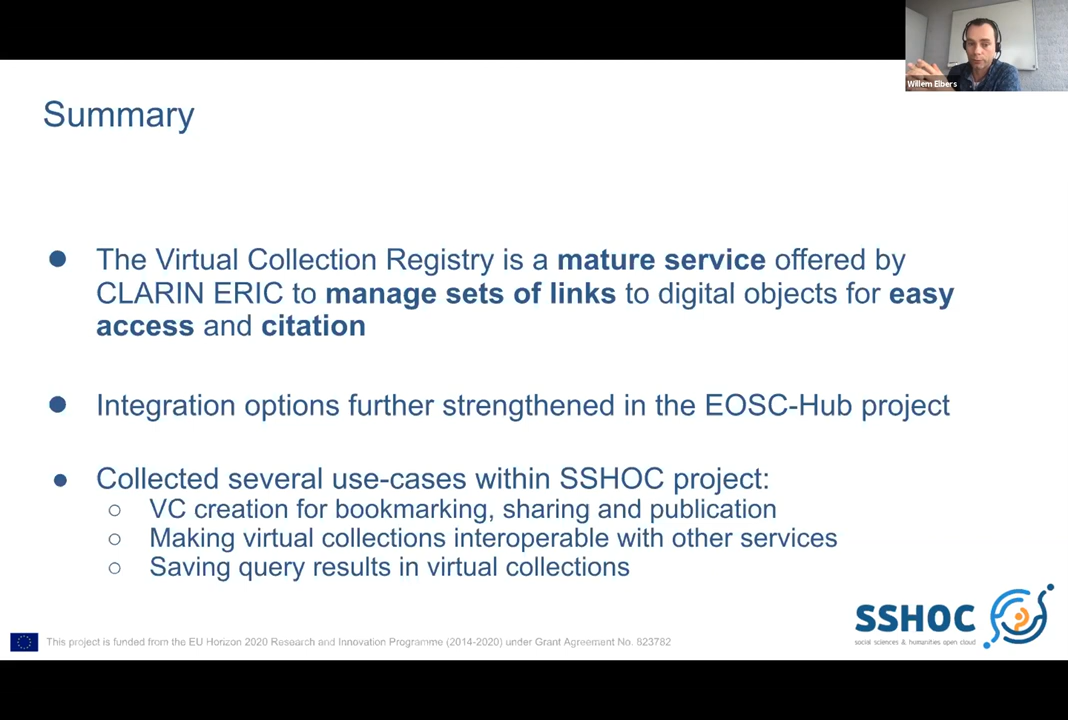 Willem Elbers
Summary
The Virtual Collection Registry is a mature service offered by
CLARIN ERIC to manage sets of links to digital objects for easy
access and citation
Integration options further strengthened in the EOSC-Hub project
Collected several use-cases within SSHOC project:
VC creation for bookmarking, sharing and publication
Making virtual collections interoperable with other services
Saving query results in virtual collections
SSHOC
social sciences & humanities open cloud
This project is funded from the EU Horizon 2020 Research and Innovation Programme (2014-2020) under Grant Agreement No. 823782